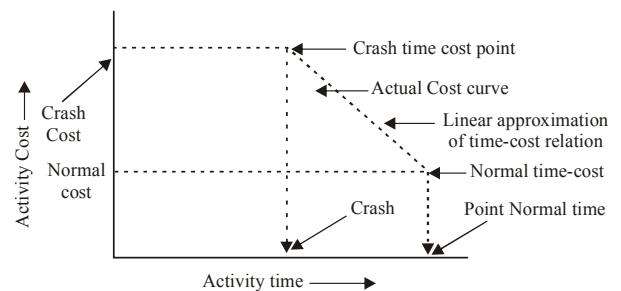 Crash time cost point
Actual Cost curve
Crash
Cost
Linear approximation
of time-cost relation
Activity Cost
Normal
cost
Normal time-cost
Crash
Point Normal time
Activity time